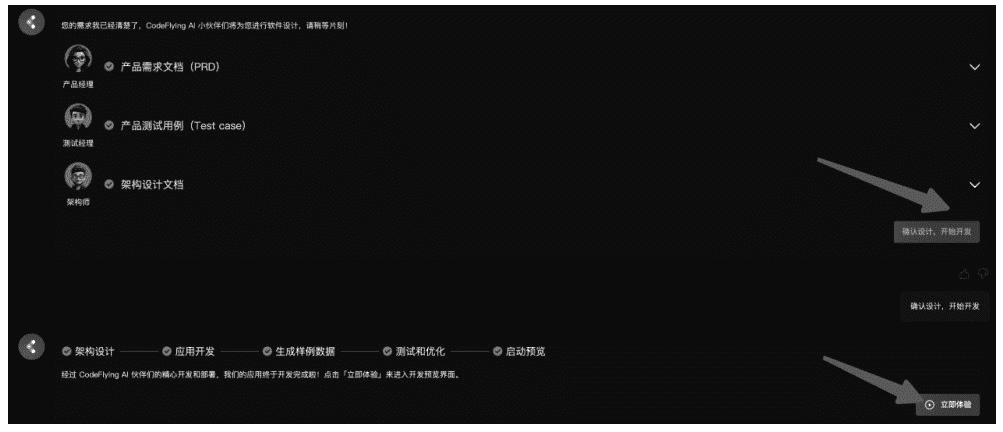 您的需求我已经清楚了，CodeFlying AI 小伙伴们将为您进行软件设计，请稍等片刻！
产品需求文档（PRD）
产品经理
产品测试用例（Test case）
测试经理
架构设计文档
架构师
确认设计，开始开发
确认设计，开始开发
架构设计 应用开发 生成样例数据 测试和优化 启动预览
经过 CodeFlying AI 伙伴们的精心开发和部署，我们的应用终于开发完成啦！点击「立即体验」来进入开发预览界面。
立即体验